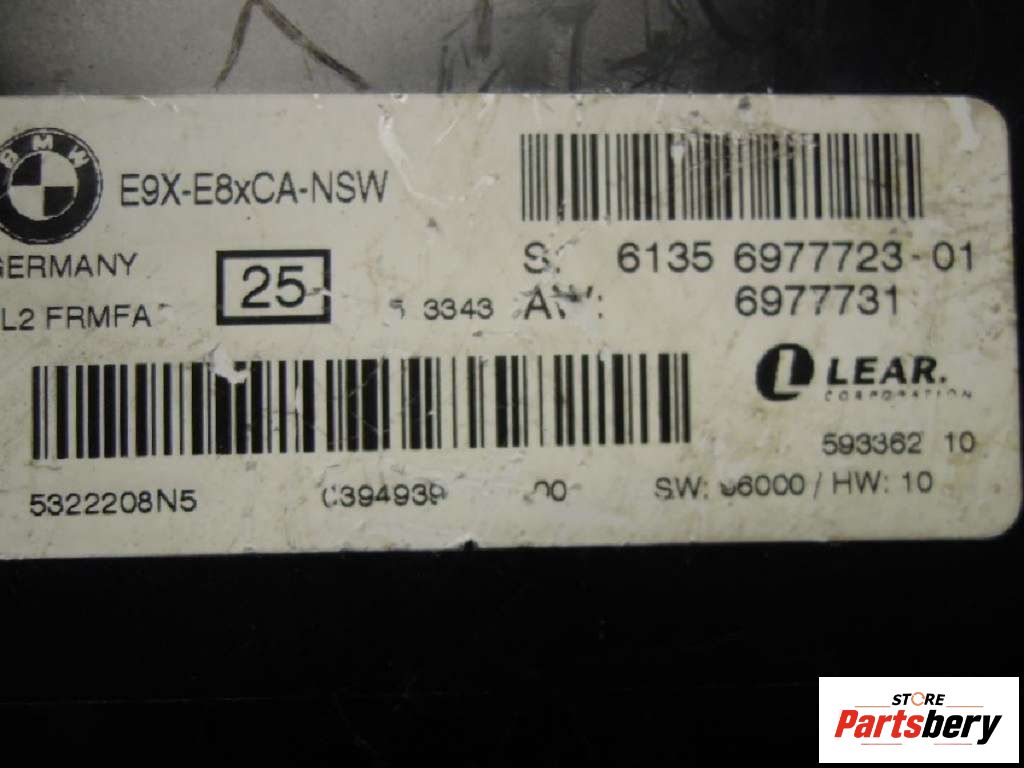 BMW
E9X-E8xCA-NSW
GERMANY
25
6135 6977723-01
3343
6977731
LEAR.
CORPORATION
593362 10
5322208N5
HW: 10
STORE
Partsbery